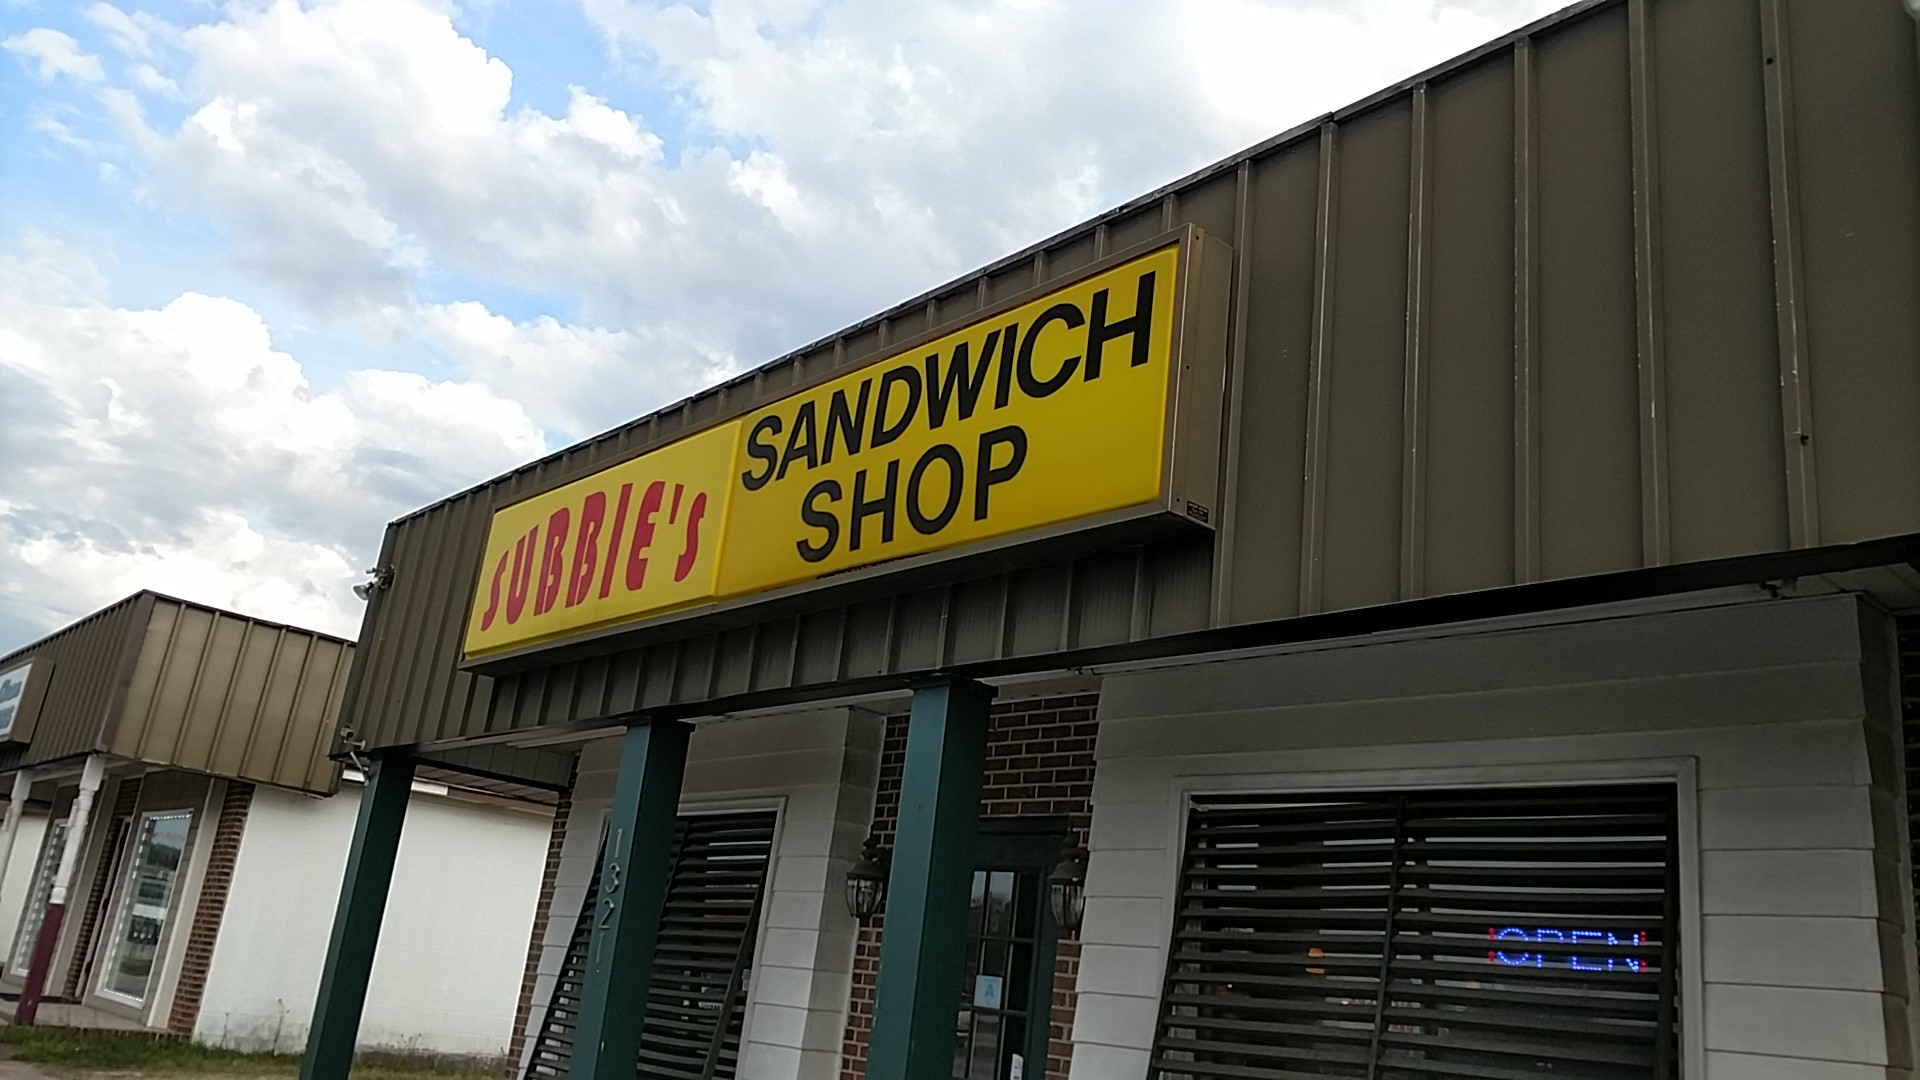 SUBBIE'S
SANDWICH
SHOP
1321
A
OPEN